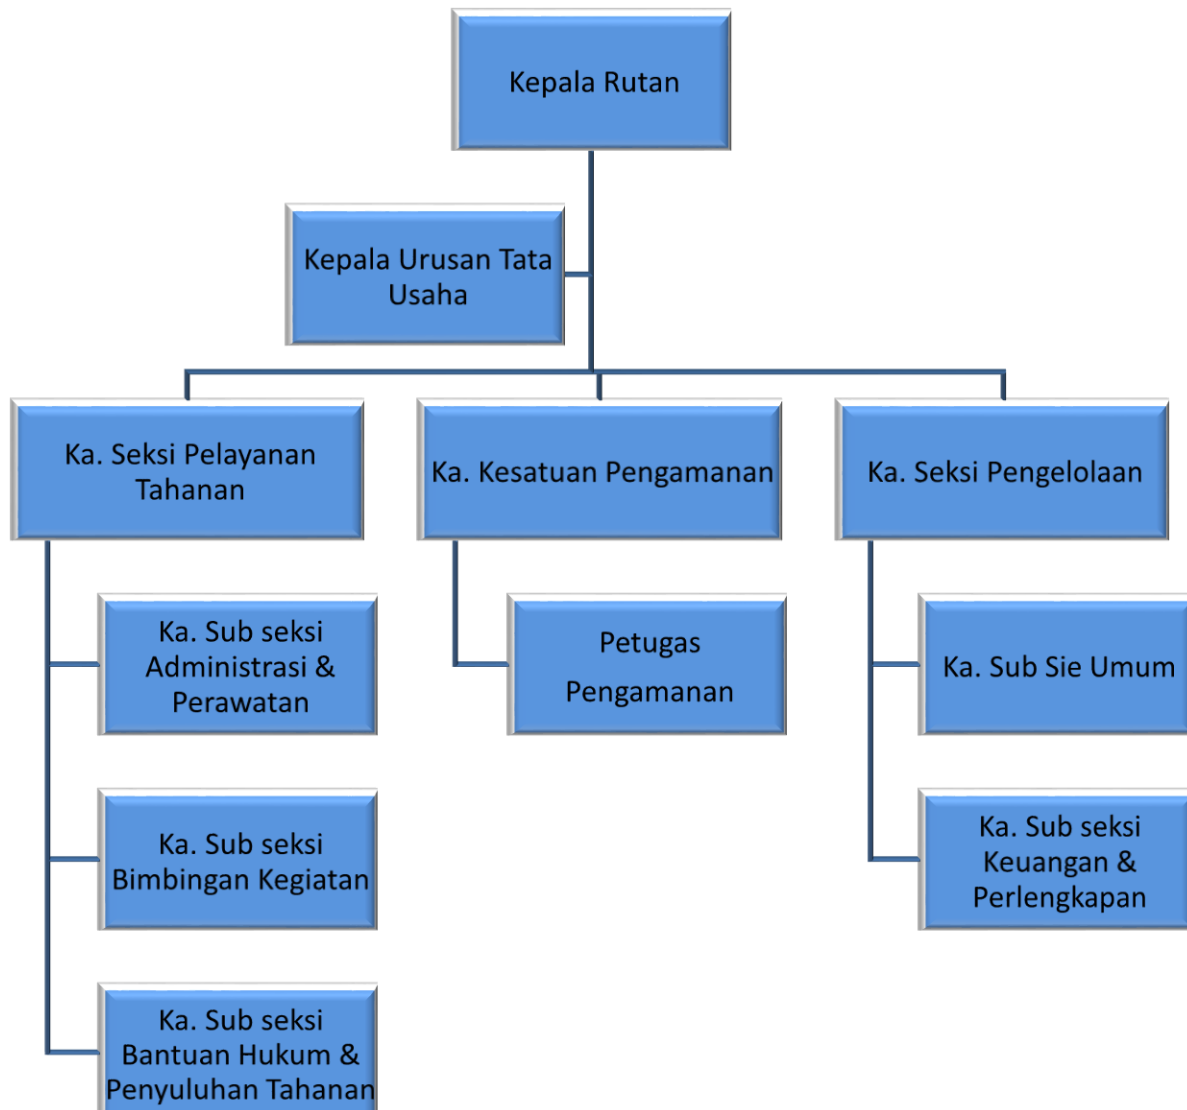 Kepala Rutan
Kepala Urusan Tata
Usaha
Ka. Seksi Pelayanan
Tahanan
Ka. Kesatuan Pengamanan
Ka. Seksi Pengelolaan
Ka. Sub seksi
Administrasi &
Perawatan
Petugas
Pengamanan
Ka. Sub Sie Umum
Ka. Sub seksi
Bimbingan Kegiatan
Ka. Sub seksi
Keuangan &
Perlengkapan
Ka. Sub seksi
Bantuan Hukum &
Penyuluhan Tahanan